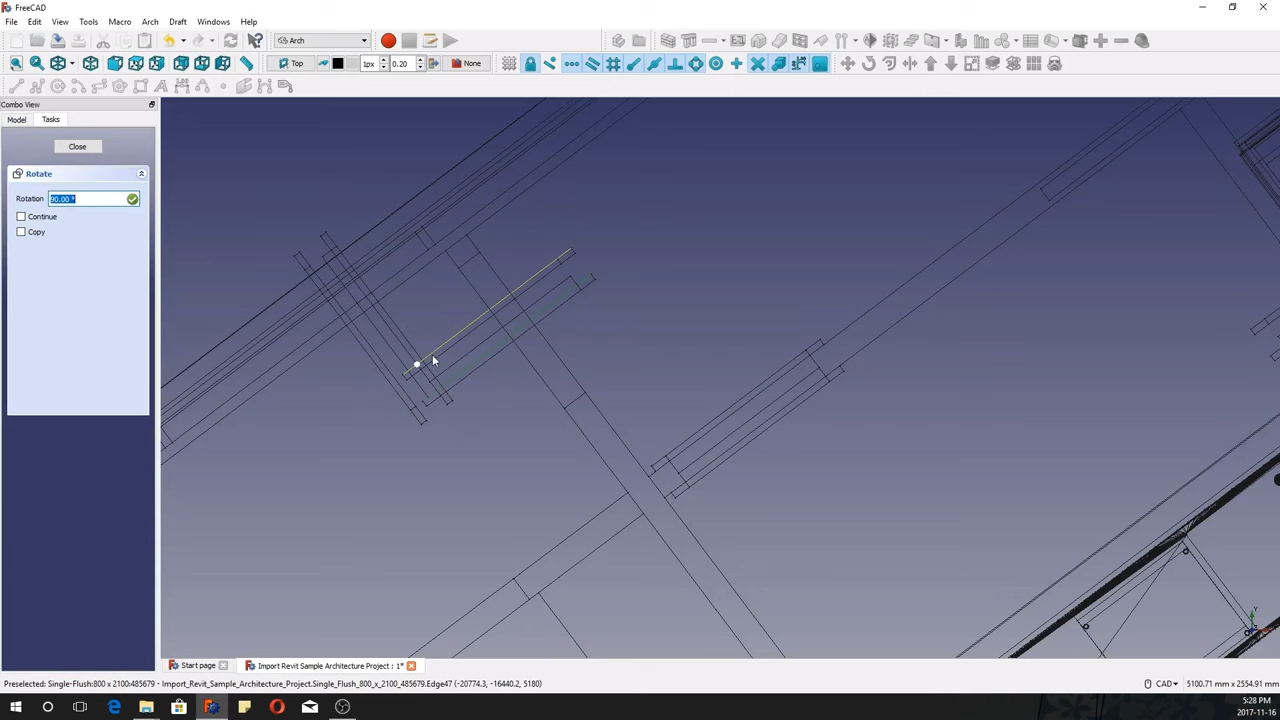 FreeCAD
File Edit View Tools Macro Arch Draft Windows Help
Arch
Top 1px 0.20 None
Combo View
Model Tasks
Close
Rotate
Rotation 90.00 °
Continue
Copy
Start page Import Revit Sample Architecture Project : 1*
Preselected: Single-Flush:800 x 2100:485679 - Import_Revit_Sample_Architecture_Project.Single_Flush_800_x_2100_485679.Edge47 (-20774.3, -16440.2, 5180) CAD 5100.71 mm x 2554.91 mm
5:28 PM
2017-11-16